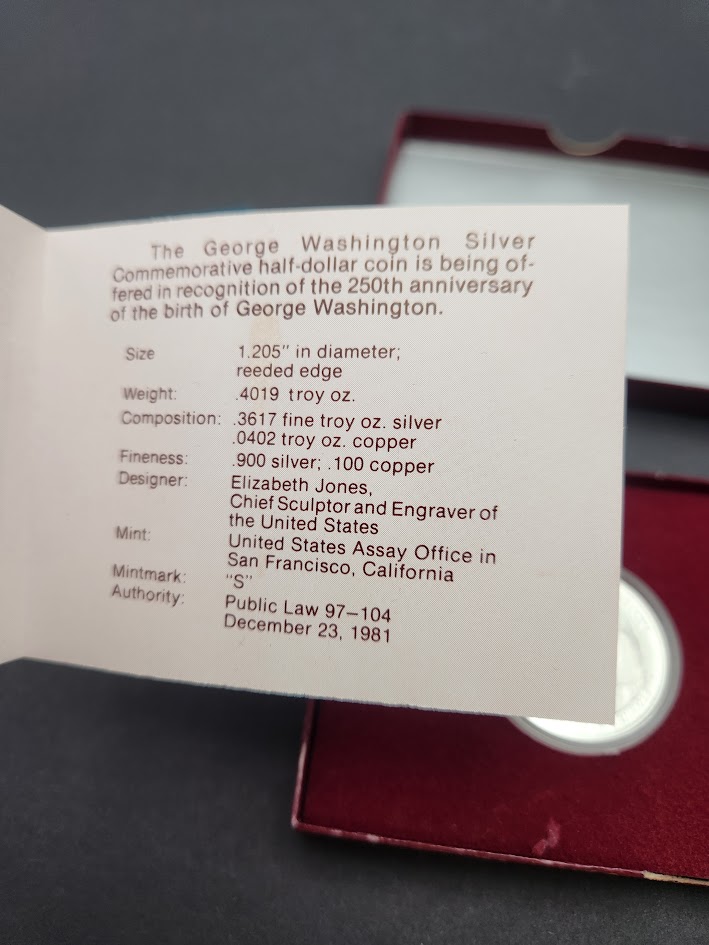 The George Washington Silver
Commemorative half-dollar coin is being of-
fered in recognition of the 250th anniversary
of the birth of George Washington.
Size 1.205" in diameter;
reeded edge
Weight: .4019 troy oz.
Composition: .3617 fine troy oz. silver
.0402 troy oz. copper
Fineness: .900 silver; .100 copper
Designer: Elizabeth Jones,
Chief Sculptor and Engraver of
the United States
Mint: United States Assay Office in
San Francisco, California
Mintmark: "S"
Authority: Public Law 97–104
December 23, 1981